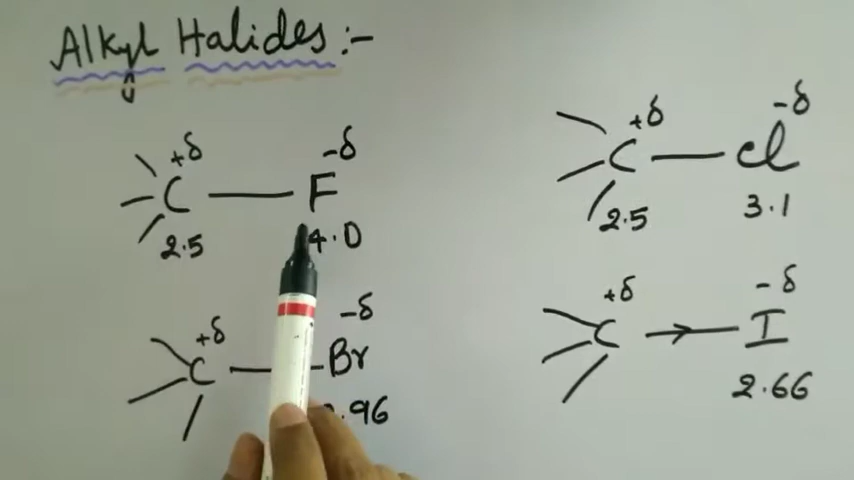 Alkyl Halides :-
+δ -δ
C — F
2.5 4.0
+δ -δ
C — Cl
2.5 3.1
+δ -δ
C — Br
.96
+δ -δ
C → I
2.66